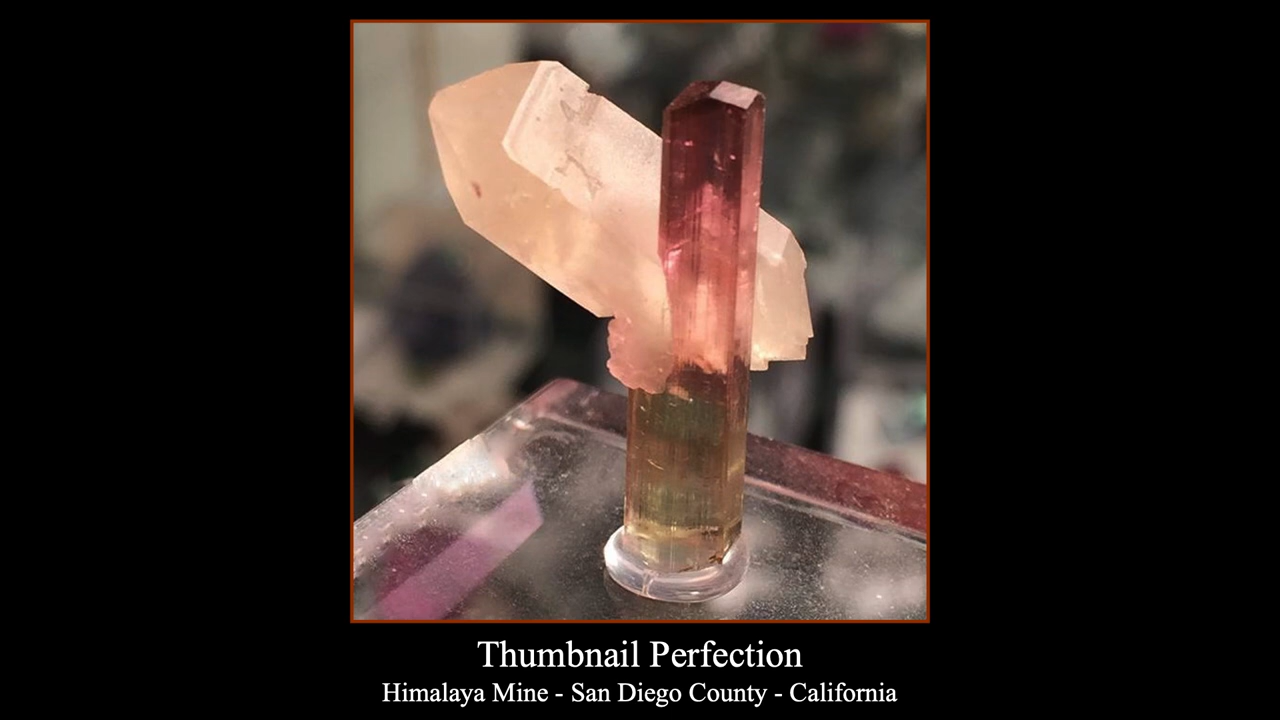 Thumbnail Perfection
Himalaya Mine - San Diego County - California